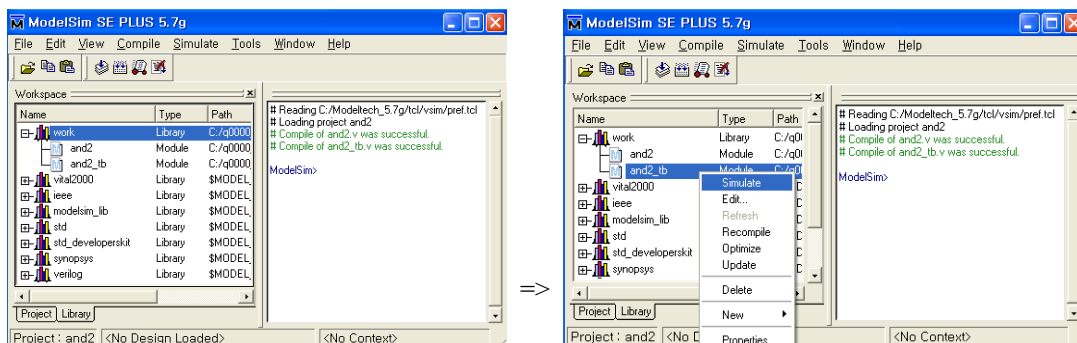 ModelSim SE PLUS 5.7g
File Edit View Compile Simulate Tools Window Help
Workspace
Name Type Path
work Library C:/q0000
and2 Module C:/q0000,
and2_tb Module C:/q0000,
vital2000 Library $MODEL_
ieee Library $MODEL_
modelsim_lib Library $MODEL_
std Library $MODEL_
std_developerskit Library $MODEL_
synopsys Library $MODEL_
verilog Library $MODEL_
Project Library
# Reading C:/Modeltech_5.7g/tcl/vsim/pref.tcl
# Loading project and2
# Compile of and2.v was successful.
# Compile of and2_tb.v was successful.
ModelSim>
Project : and2 <No Design Loaded> <No Context>
=>
ModelSim SE PLUS 5.7g
File Edit View Compile Simulate Tools Window Help
Workspace
Name Type Path
work Library C:/q00
and2 Module C:/q00
and2_tb Module C:/q00
vital2000
ieee
modelsim_lib
std
std_developerskit
synopsys
Simulate
Edit...
Refresh
Recompile
Optimize
Update
Delete
New
Properties
Project Library
# Reading C:/Modeltech_5.7g/tcl/vsim/pref.tcl
# Loading project and2
# Compile of and2.v was successful.
# Compile of and2_tb.v was successful.
ModelSim>
Project : and2 <No D <No Context>